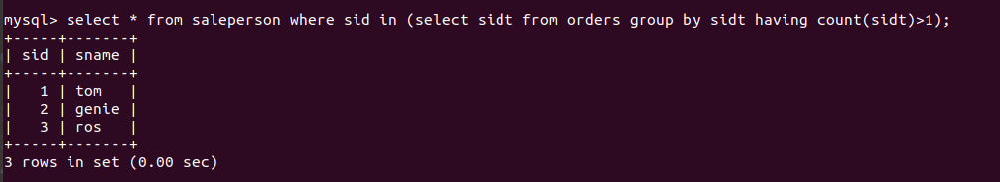 mysql> select * from saleperson where sid in (select sidt from orders group by sidt having count(sidt)>1);
+-----+-------+
| sid | sname |
+-----+-------+
|   1 | tom   |
|   2 | genie |
|   3 | ros   |
+-----+-------+
3 rows in set (0.00 sec)